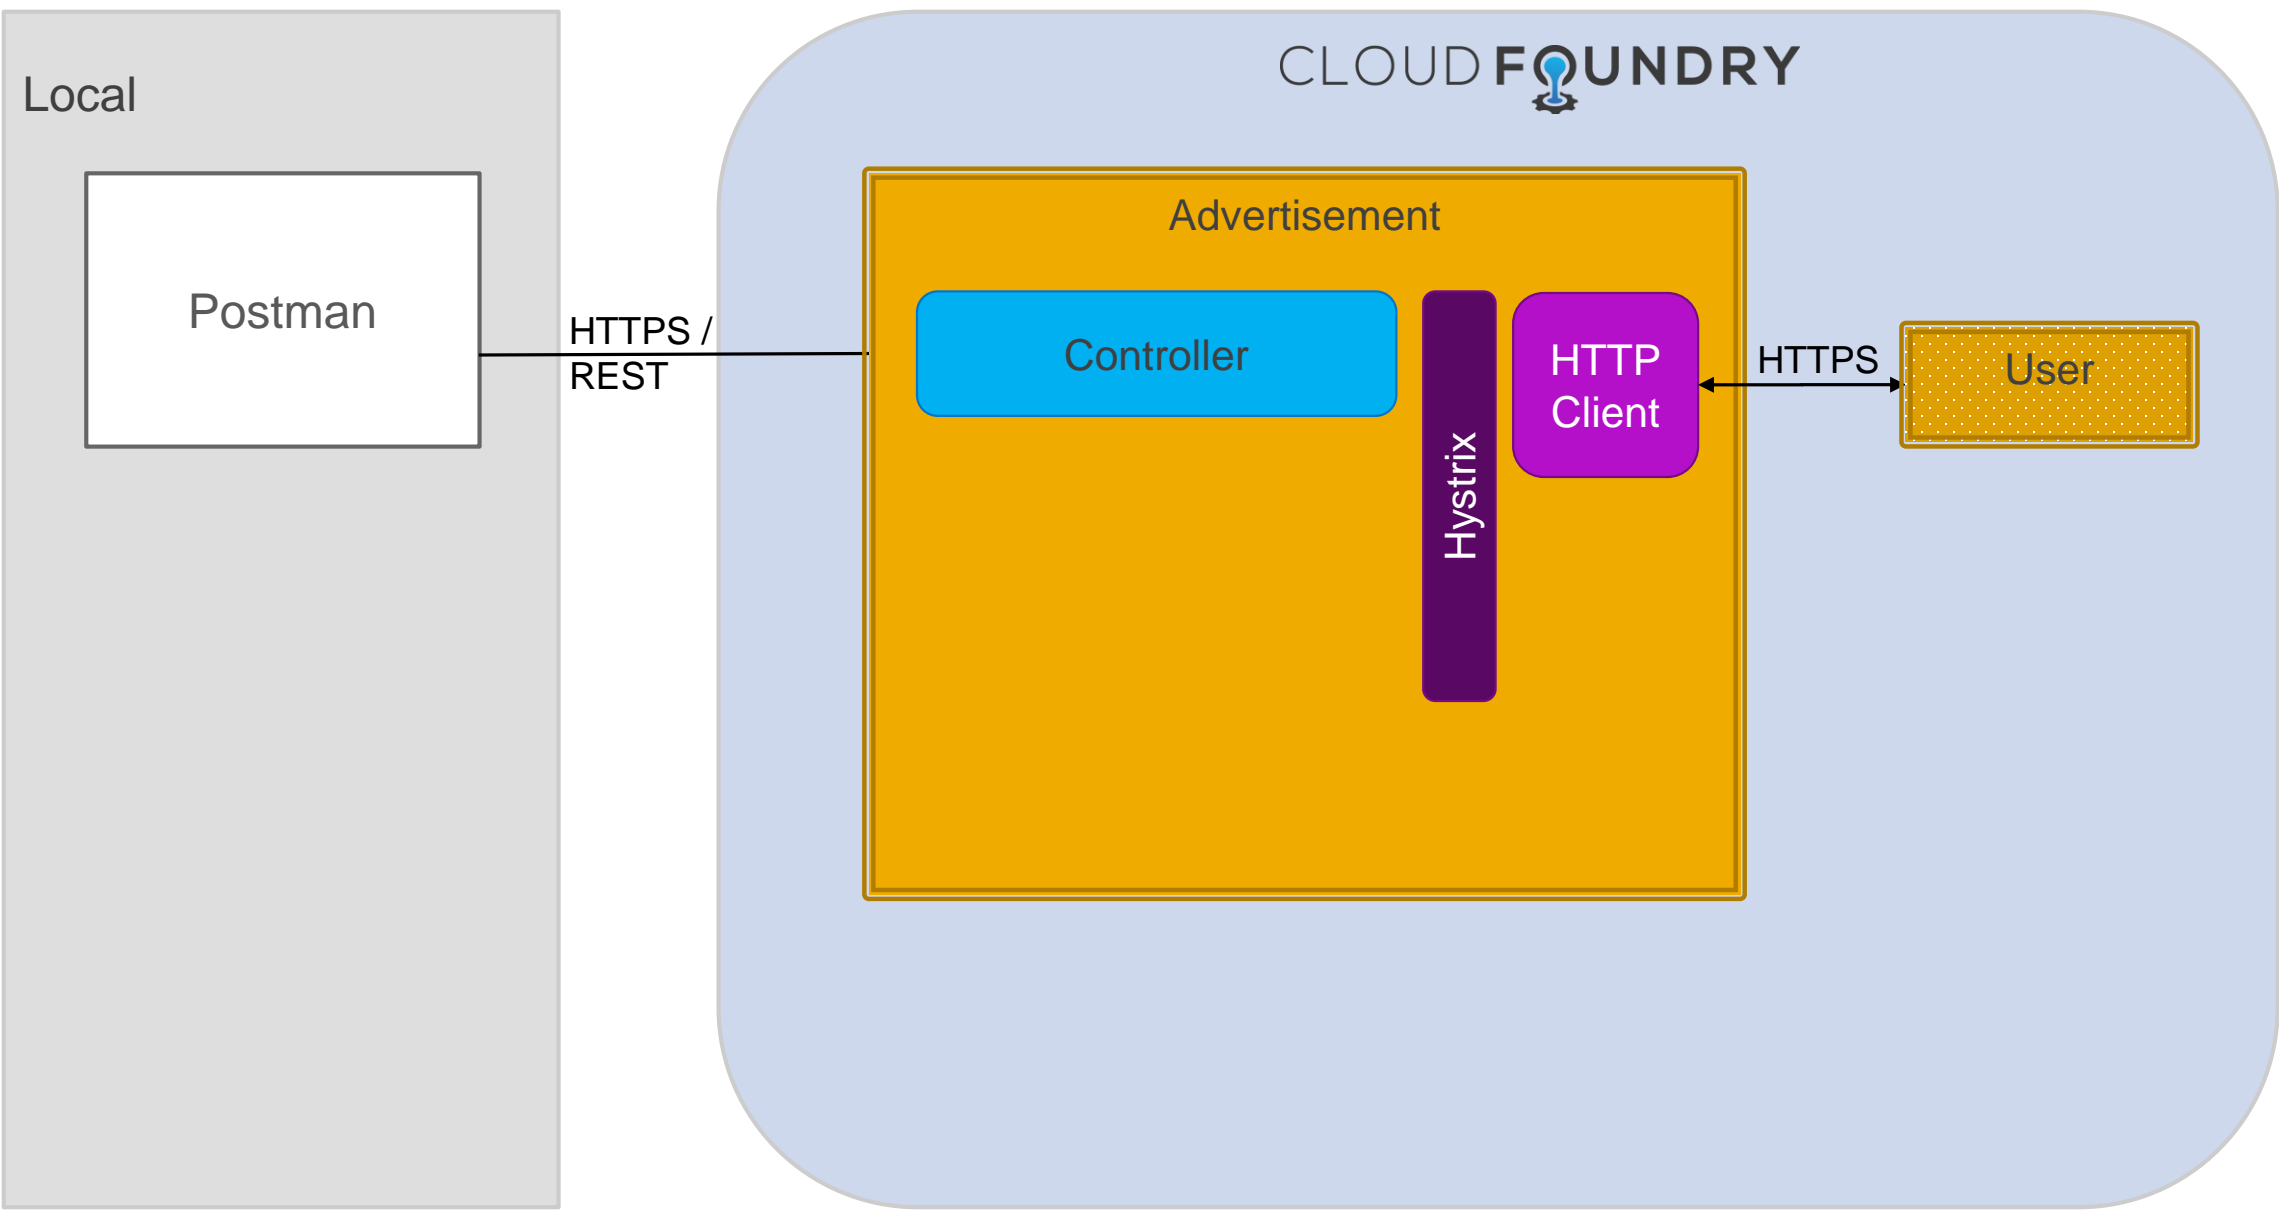 CLOUD FOUNDRY
Local
Advertisement
Postman
HTTPS /
REST
Controller
Hystrix
HTTP
Client
HTTPS
User